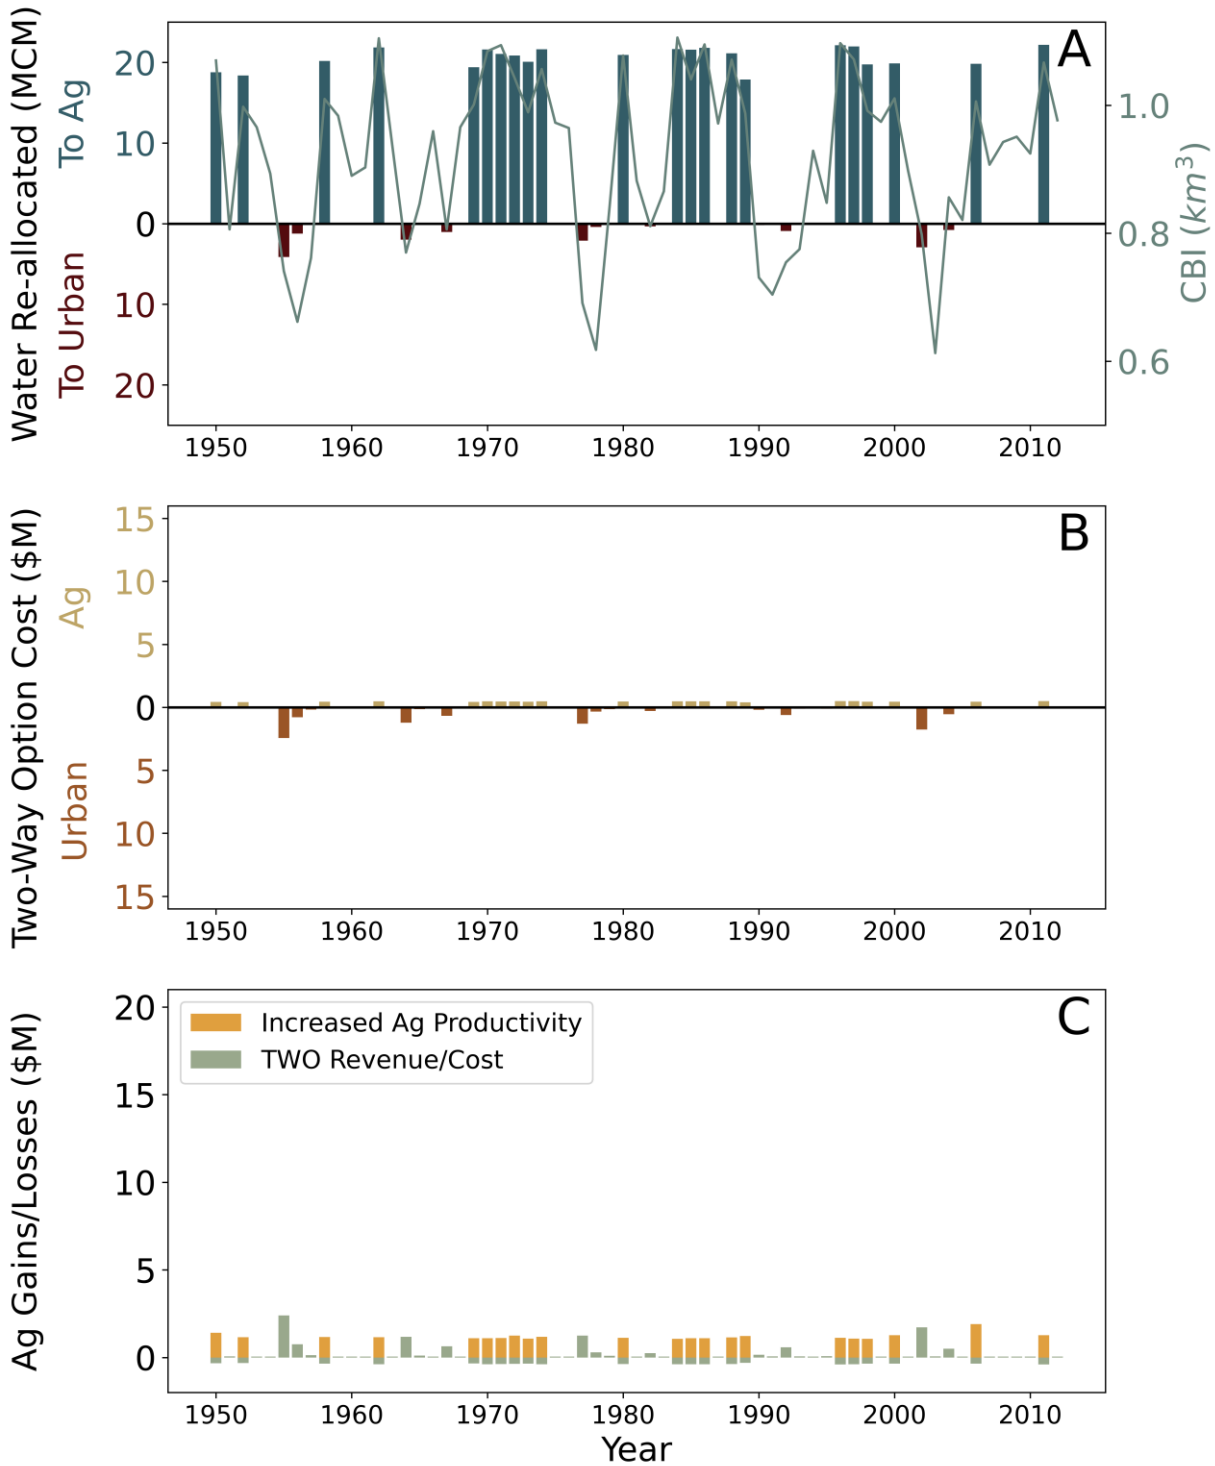 A
Water Re-allocated (MCM)
To Ag
To Urban
20
10
0
10
20
1.0
0.8
0.6
CBI (km³)
1950 1960 1970 1980 1990 2000 2010
B
Two-Way Option Cost ($M)
Ag
Urban
15
10
5
0
5
10
15
1950 1960 1970 1980 1990 2000 2010
C
Ag Gains/Losses ($M)
20
15
10
5
0
Increased Ag Productivity
TWO Revenue/Cost
1950 1960 1970 1980 1990 2000 2010
Year